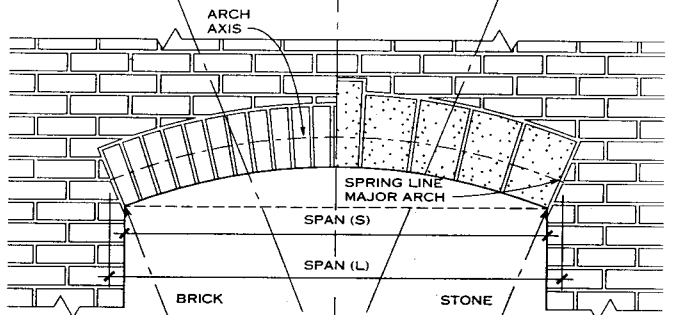 ARCH
AXIS
SPRING LINE
MAJOR ARCH
SPAN (S)
SPAN (L)
BRICK
STONE